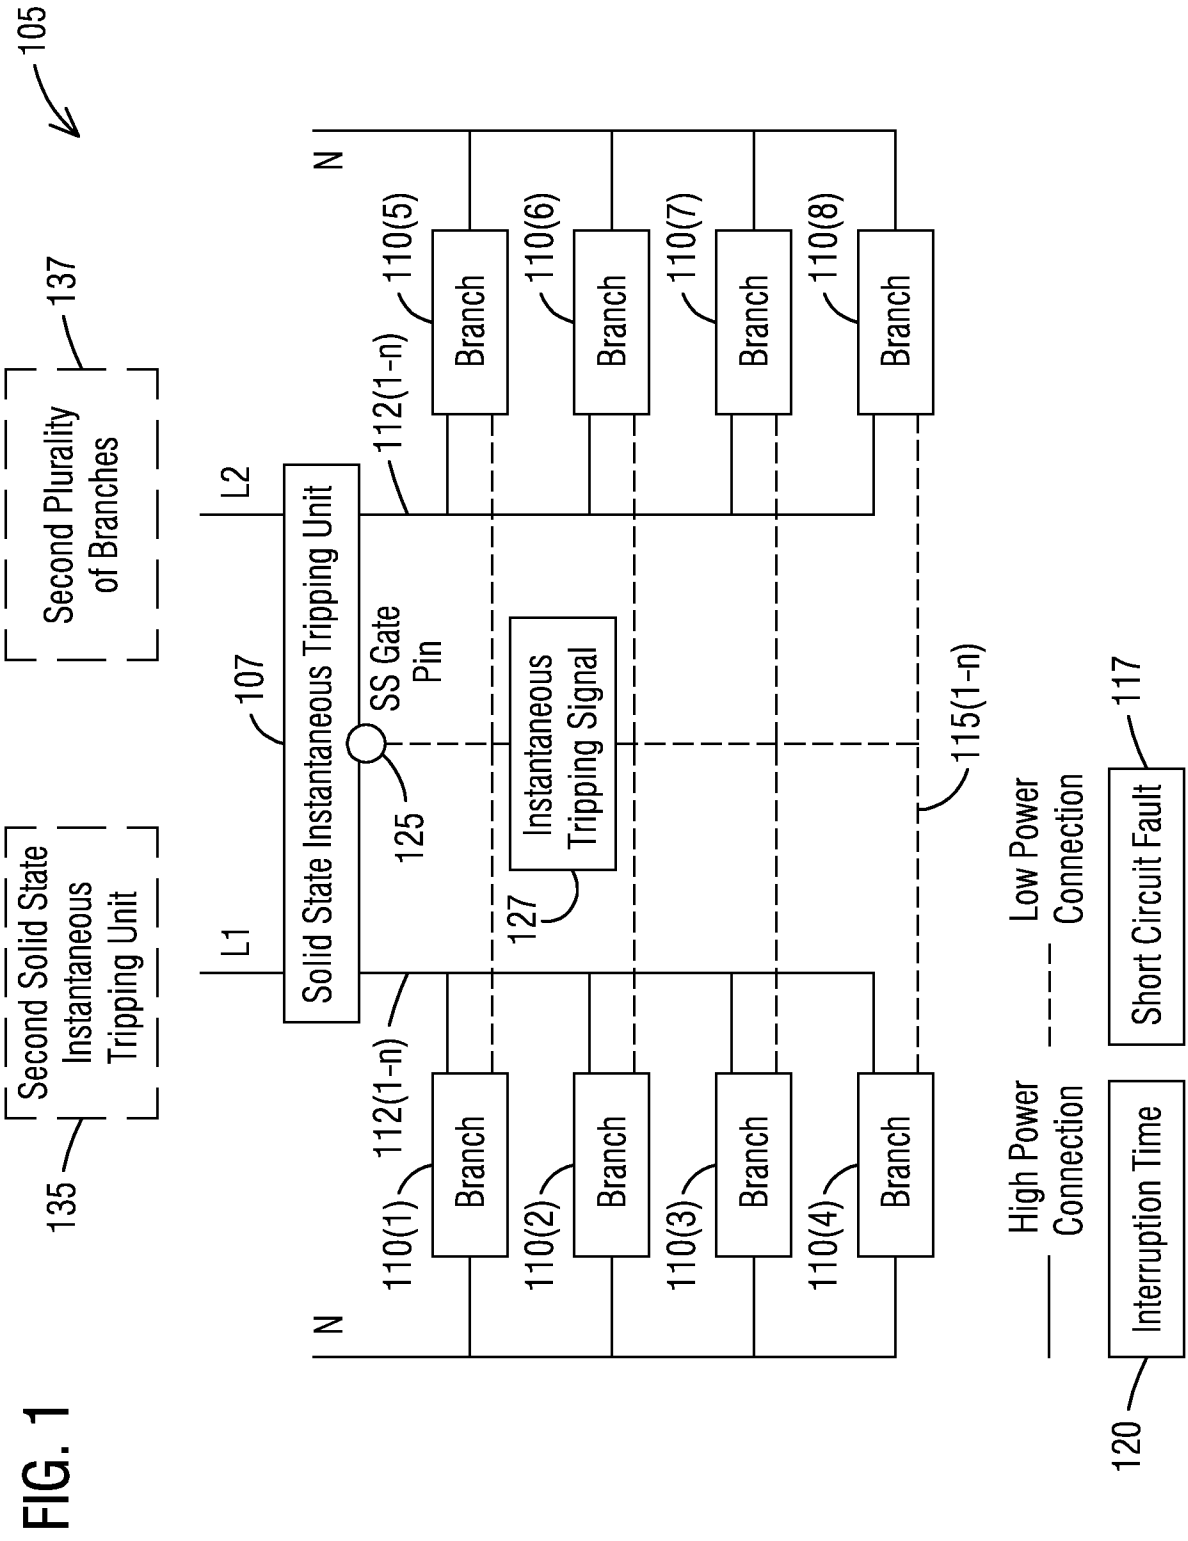 FIG. 1
105
135
Second Solid State
Instantaneous
Tripping Unit
137
Second Plurality
of Branches
L1
L2
107
Solid State Instantaneous Tripping Unit
N
N
112(1-n)
112(1-n)
125
SS Gate
Pin
110(1)
Branch
110(5)
Branch
127
Instantaneous
Tripping Signal
110(2)
Branch
110(6)
Branch
110(3)
Branch
110(7)
Branch
110(4)
Branch
110(8)
Branch
115(1-n)
High Power
Connection
Low Power
Connection
120
Interruption Time
Short Circuit Fault
117